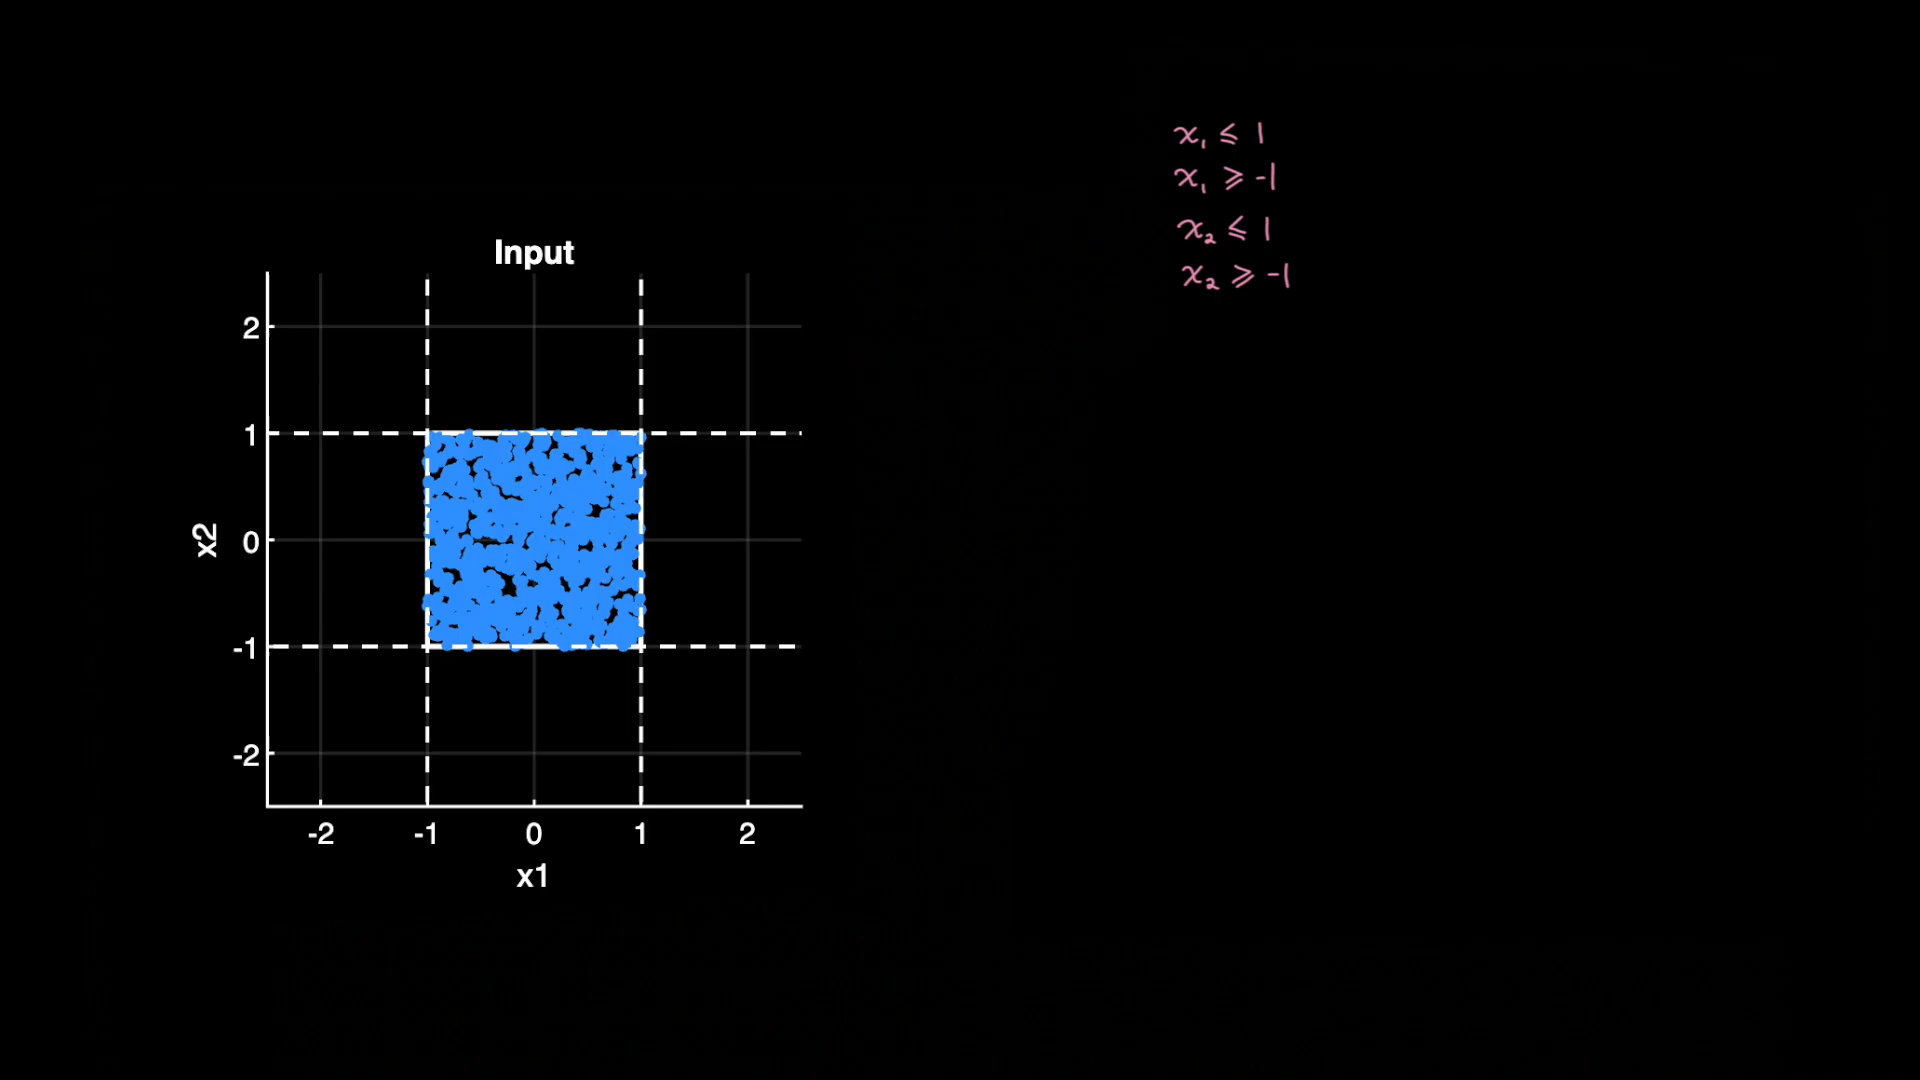 x₁ ⩽ 1
x₁ ⩾ -1
x₂ ⩽ 1
x₂ ⩾ -1
Input
2
1
0
-1
-2
x2
-2 -1 0 1 2
x1